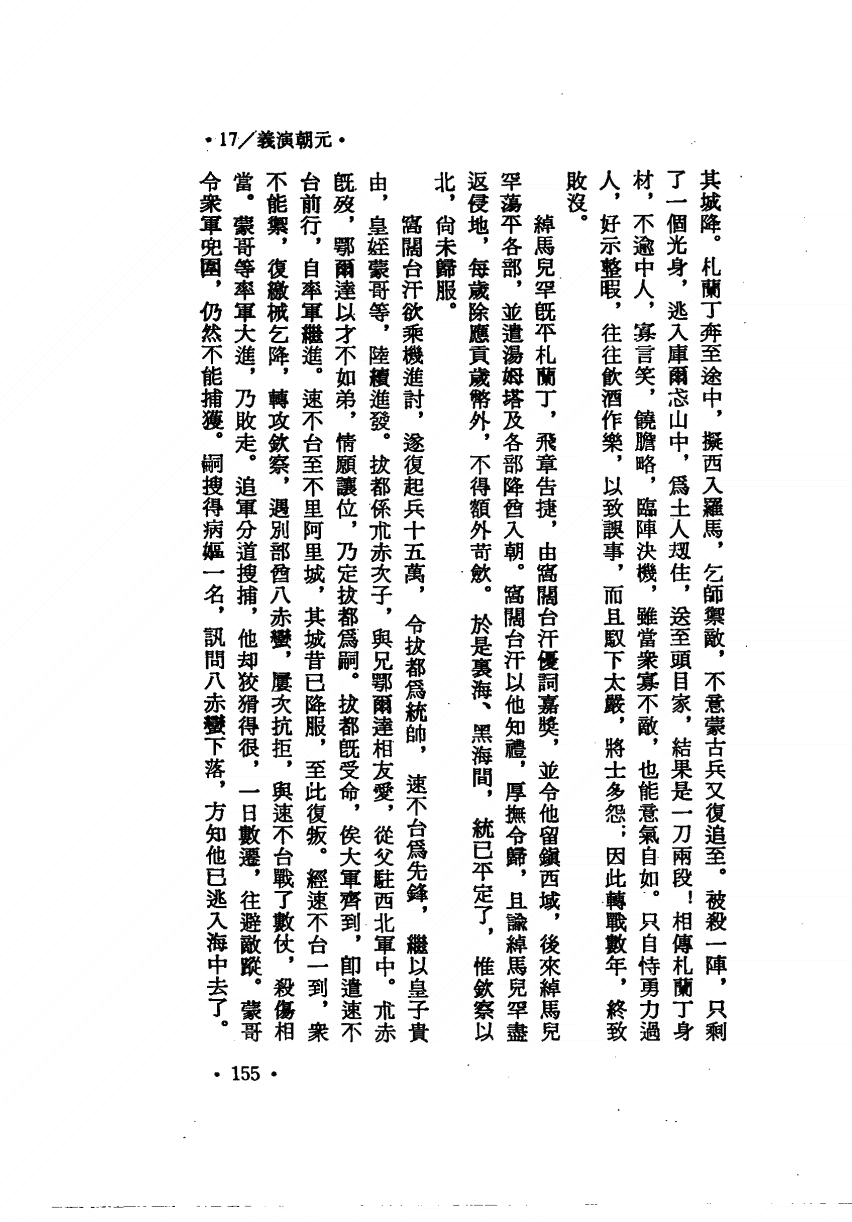 •17／義演朝元•
其城降。札蘭丁奔至途中，擬西入羅馬，乞師禦敵，不意蒙古兵又復追至。被殺一陣，只剩
了一個光身，逃入庫爾忒山中，爲土人刼住，送至頭目家，結果是一刀兩段！相傳札蘭丁身
材，不逾中人，寡言笑，饒膽略，臨陣決機，雖當衆寡不敵，也能意氣自如。只自恃勇力過
人，好示整暇，往往飲酒作樂，以致誤事，而且馭下太嚴，將士多怨；因此轉戰數年，終致
敗沒。
綽馬兒罕旣平札蘭丁，飛章告捷，由窩闊台汗優詞嘉獎，並令他留鎭西域，後來綽馬兒
罕蕩平各部，並遣湯姆塔及各部降酋入朝。窩闊台汗以他知禮，厚撫令歸，且諭綽馬兒罕盡
返侵地，每歲除應貢歲幣外，不得額外苛歛。於是裏海、黑海間，統已平定了，惟欽察以
北，尙未歸服。
窩闊台汗欲乘機進討，遂復起兵十五萬，令拔都爲統帥，速不台爲先鋒，繼以皇子貴
由，皇姪蒙哥等，陸續進發。拔都係朮赤次子，與兄鄂爾達相友愛，從父駐西北軍中。朮赤
旣歿，鄂爾達以才不如弟，情願讓位，乃定拔都爲嗣。拔都旣受命，俟大軍齊到，卽遣速不
台前行，自率軍繼進。速不台至不里阿里城，其城昔已降服，至此復叛。經速不台一到，衆
不能禦，復繳械乞降，轉攻欽察，遇別部酋八赤蠻，屢次抗拒，與速不台戰了數仗，殺傷相
當。蒙哥等率軍大進，乃敗走。追軍分道搜捕，他却狡猾得很，一日數遷，往避敵蹤。蒙哥
令衆軍兜圍，仍然不能捕獲。嗣搜得病嫗一名，訊問八赤蠻下落，方知他已逃入海中去了。
•155•